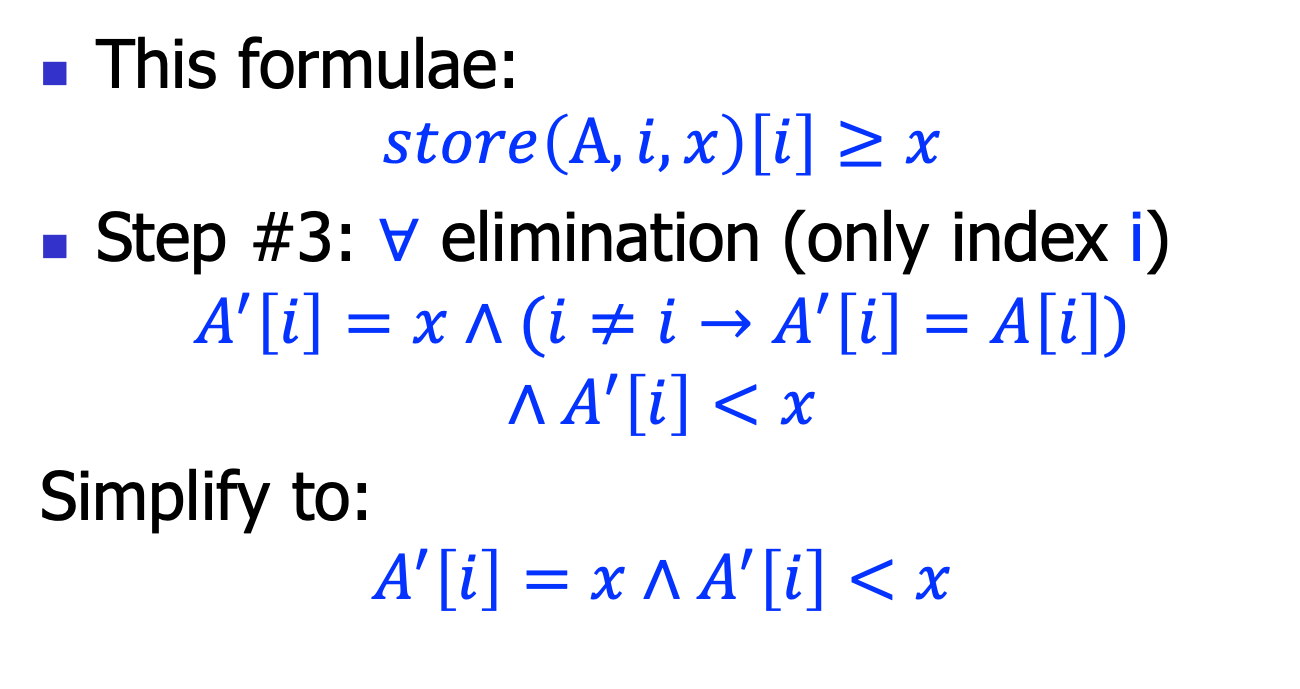 ▪ This formulae:
store(A, i, x)[i] ≥ x
▪ Step #3: ∀ elimination (only index i)
A′[i] = x ∧ (i ≠ i → A′[i] = A[i])
∧ A′[i] < x
Simplify to:
A′[i] = x ∧ A′[i] < x